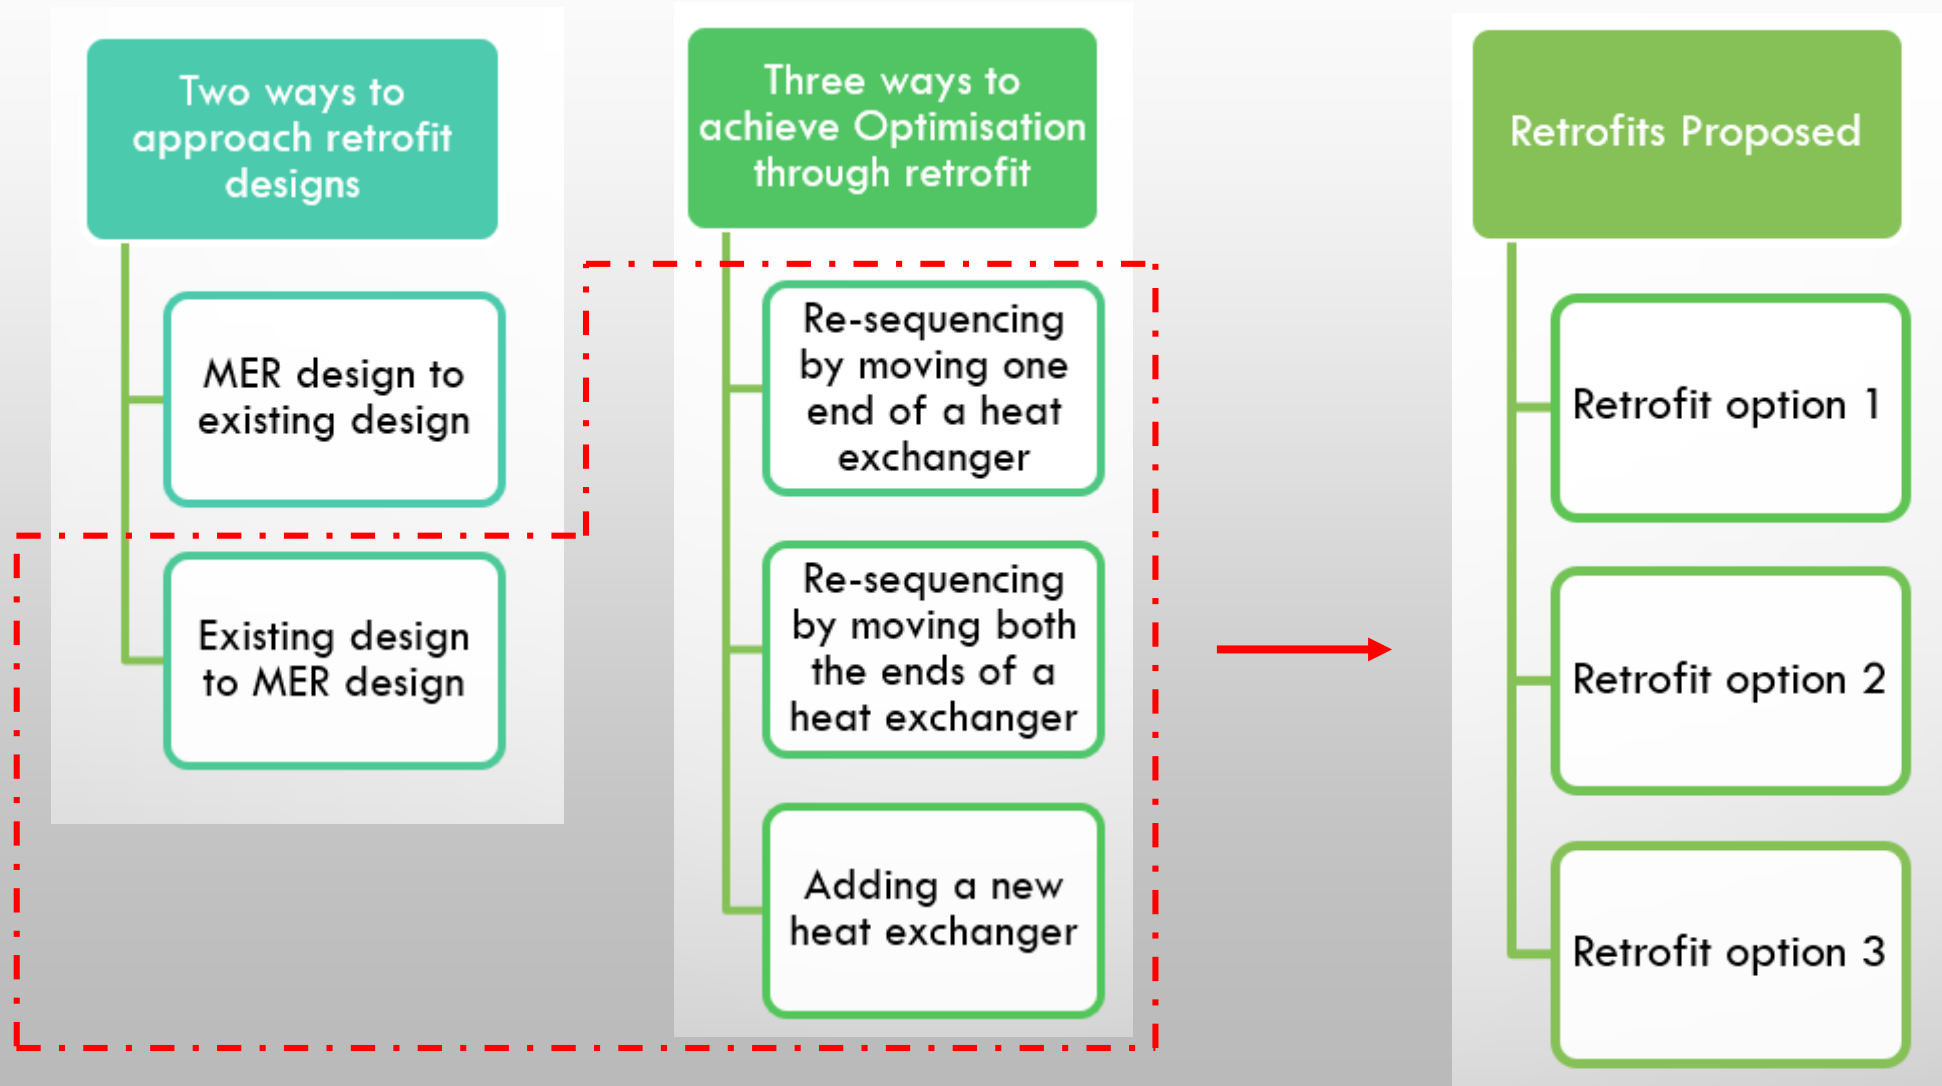 Two ways to
approach retrofit
designs
MER design to
existing design
Existing design
to MER design
Three ways to
achieve Optimisation
through retrofit
Re-sequencing
by moving one
end of a heat
exchanger
Re-sequencing
by moving both
the ends of a
heat exchanger
Adding a new
heat exchanger
Retrofits Proposed
Retrofit option 1
Retrofit option 2
Retrofit option 3